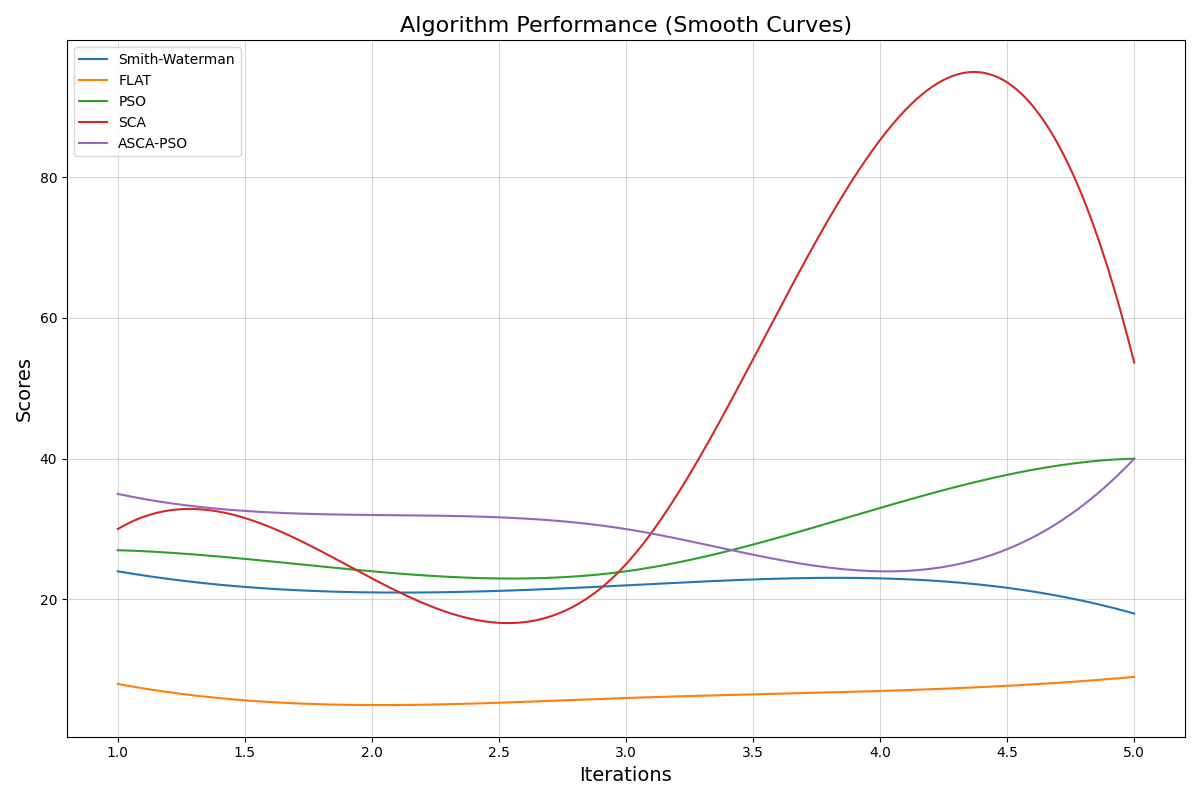 Algorithm Performance (Smooth Curves)
Smith-Waterman
FLAT
PSO
SCA
ASCA-PSO
Scores
80
60
40
20
1.0 1.5 2.0 2.5 3.0 3.5 4.0 4.5 5.0
Iterations